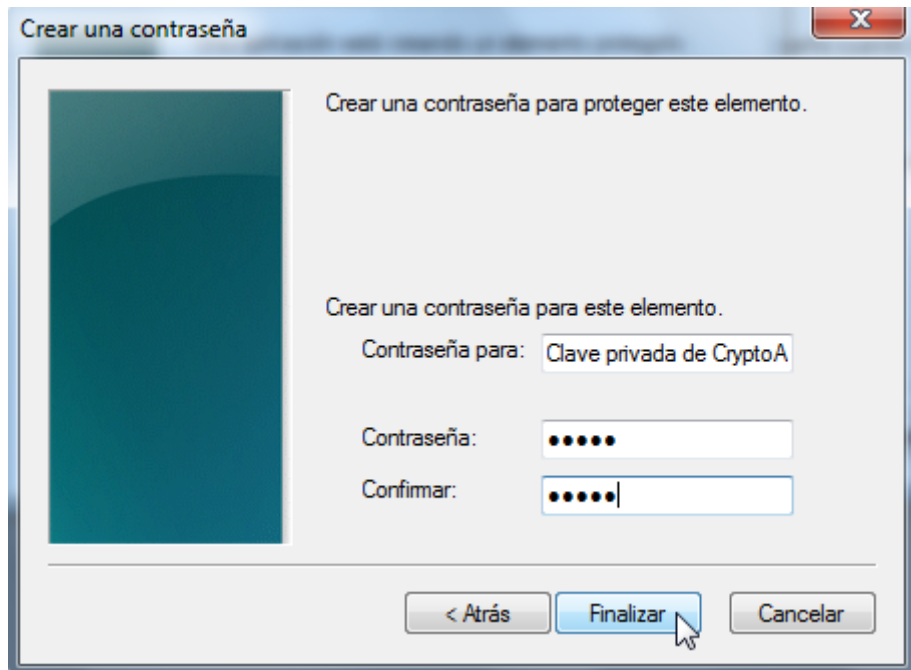 Crear una contraseña
Crear una contraseña para proteger este elemento.
Crear una contraseña para este elemento.
Contraseña para: Clave privada de CryptoA
Contraseña: •••••
Confirmar: •••••
< Atrás Finalizar Cancelar